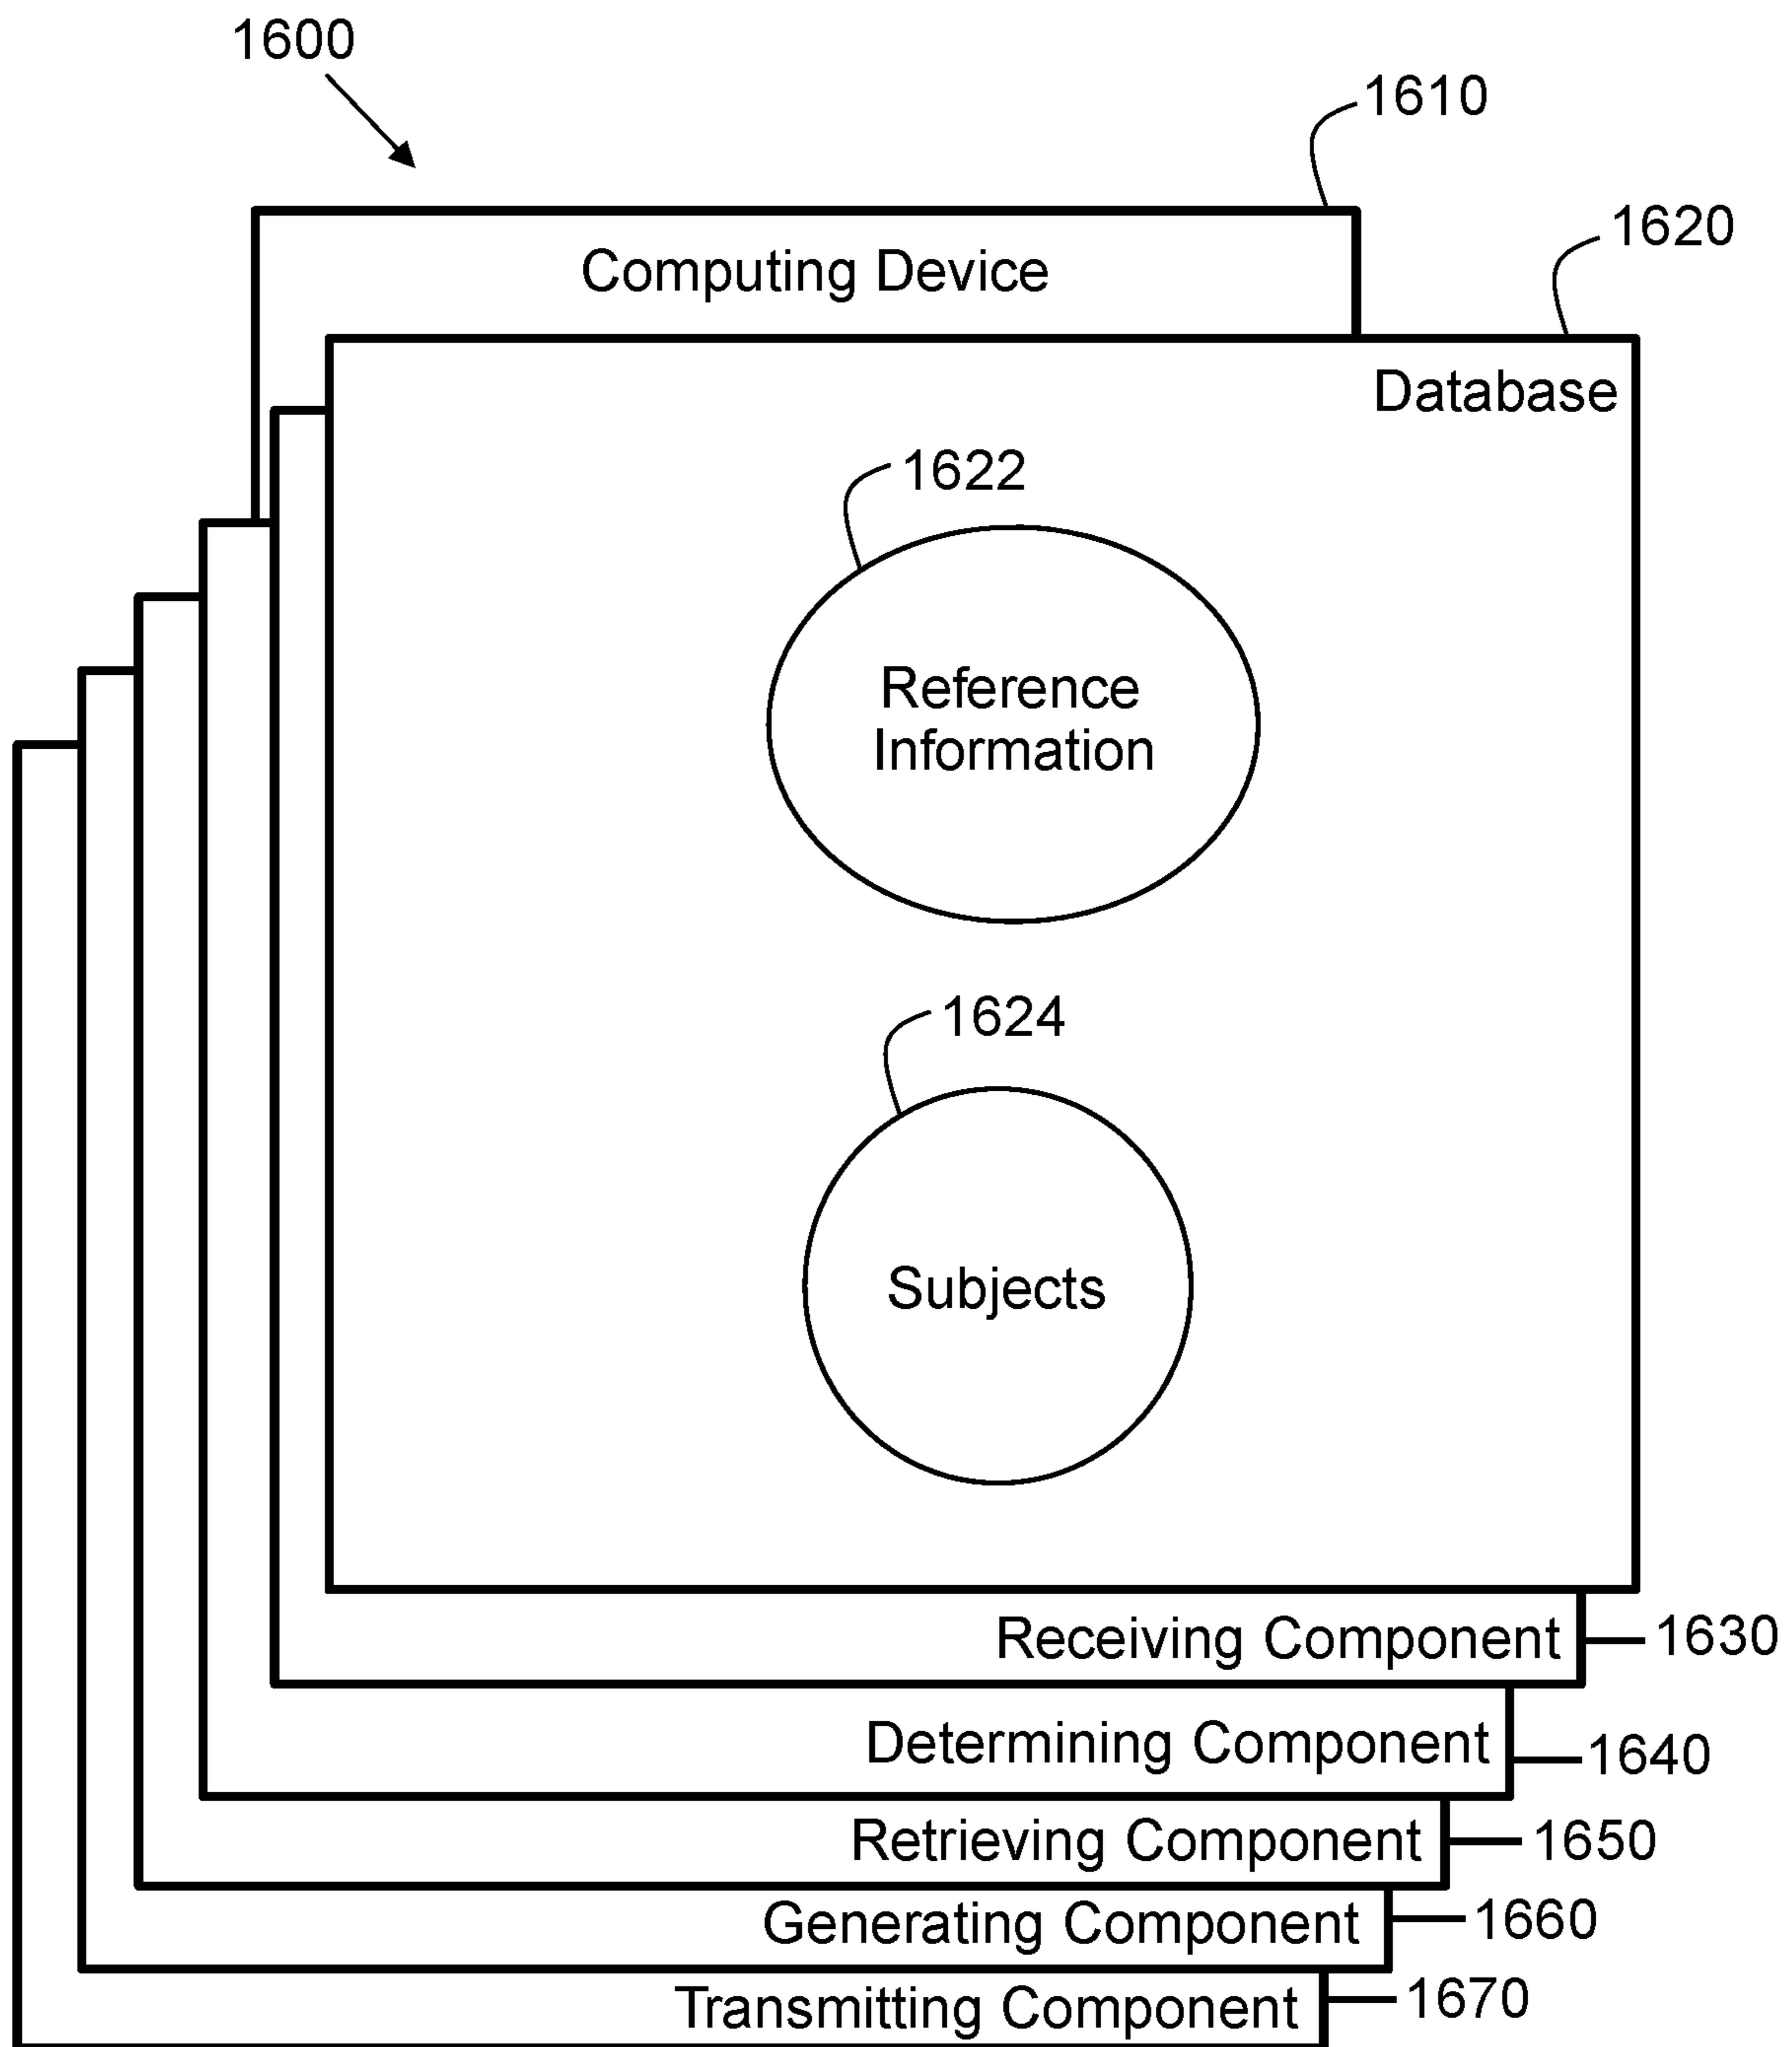 1600
1610
Computing Device
1620
Database
1622
Reference
Information
1624
Subjects
Receiving Component
1630
Determining Component
1640
Retrieving Component
1650
Generating Component
1660
Transmitting Component
1670